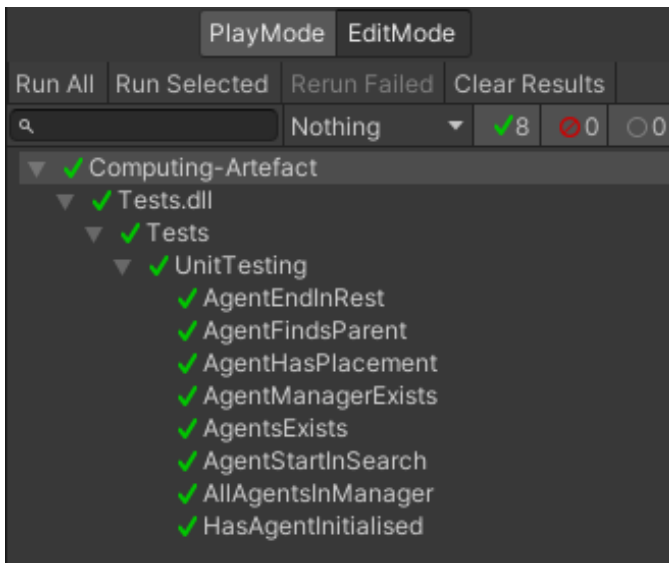 PlayMode EditMode
Run All Run Selected Rerun Failed Clear Results
Nothing 8 0 0
Computing-Artefact
Tests.dll
Tests
UnitTesting
AgentEndInRest
AgentFindsParent
AgentHasPlacement
AgentManagerExists
AgentsExists
AgentStartInSearch
AllAgentsInManager
HasAgentInitialised